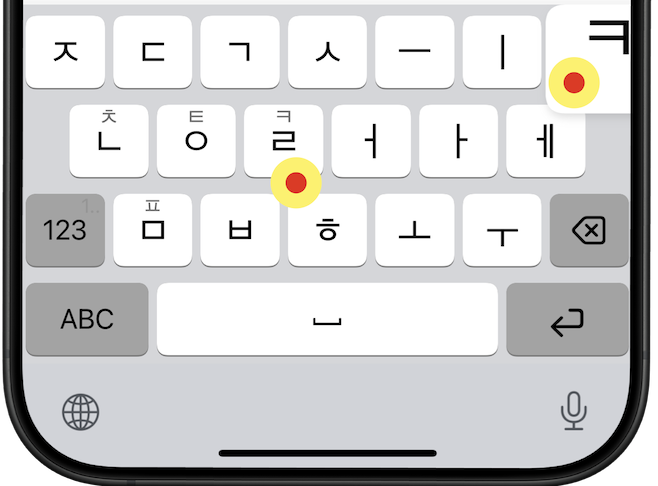 ㅈ ㄷ ㄱ ㅅ ㅡ ㅣ ㅋ
ㅊ ㅌ ㅋ
ㄴ ㅇ ㄹ ㅓ ㅏ ㅔ
ㅍ
123 ㅁ ㅂ ㅎ ㅗ ㅜ
ABC